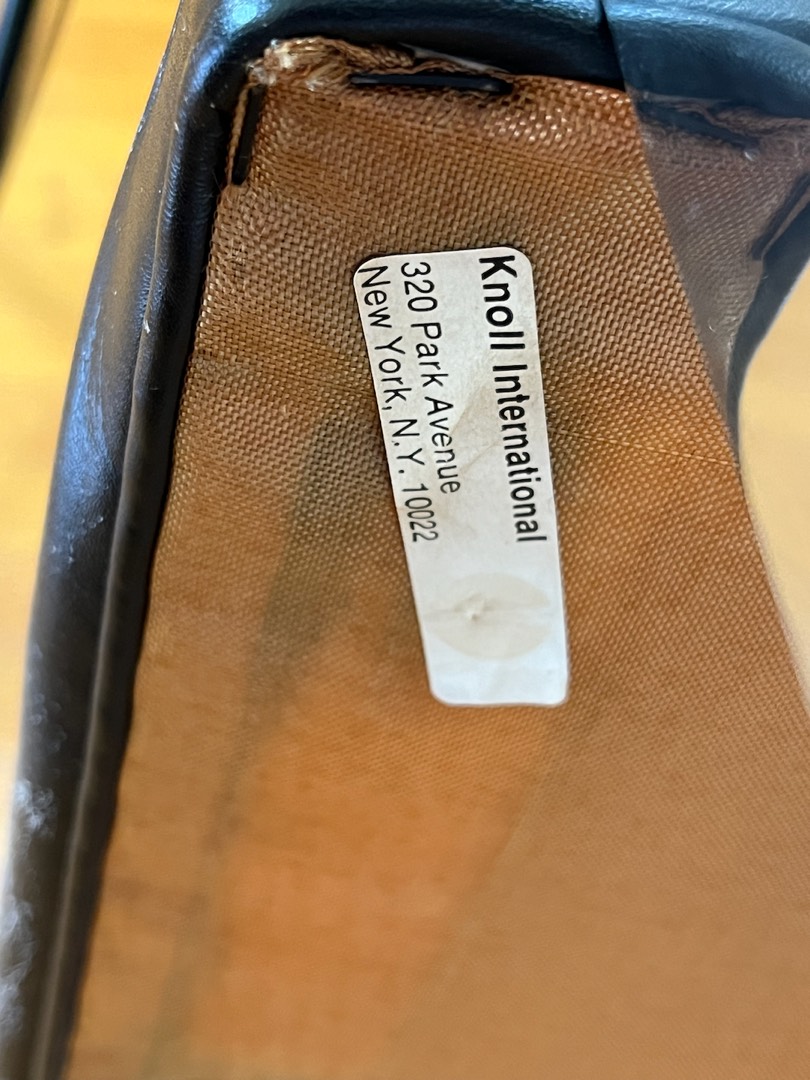 Knoll International
320 Park Avenue
New York, N.Y. 10022